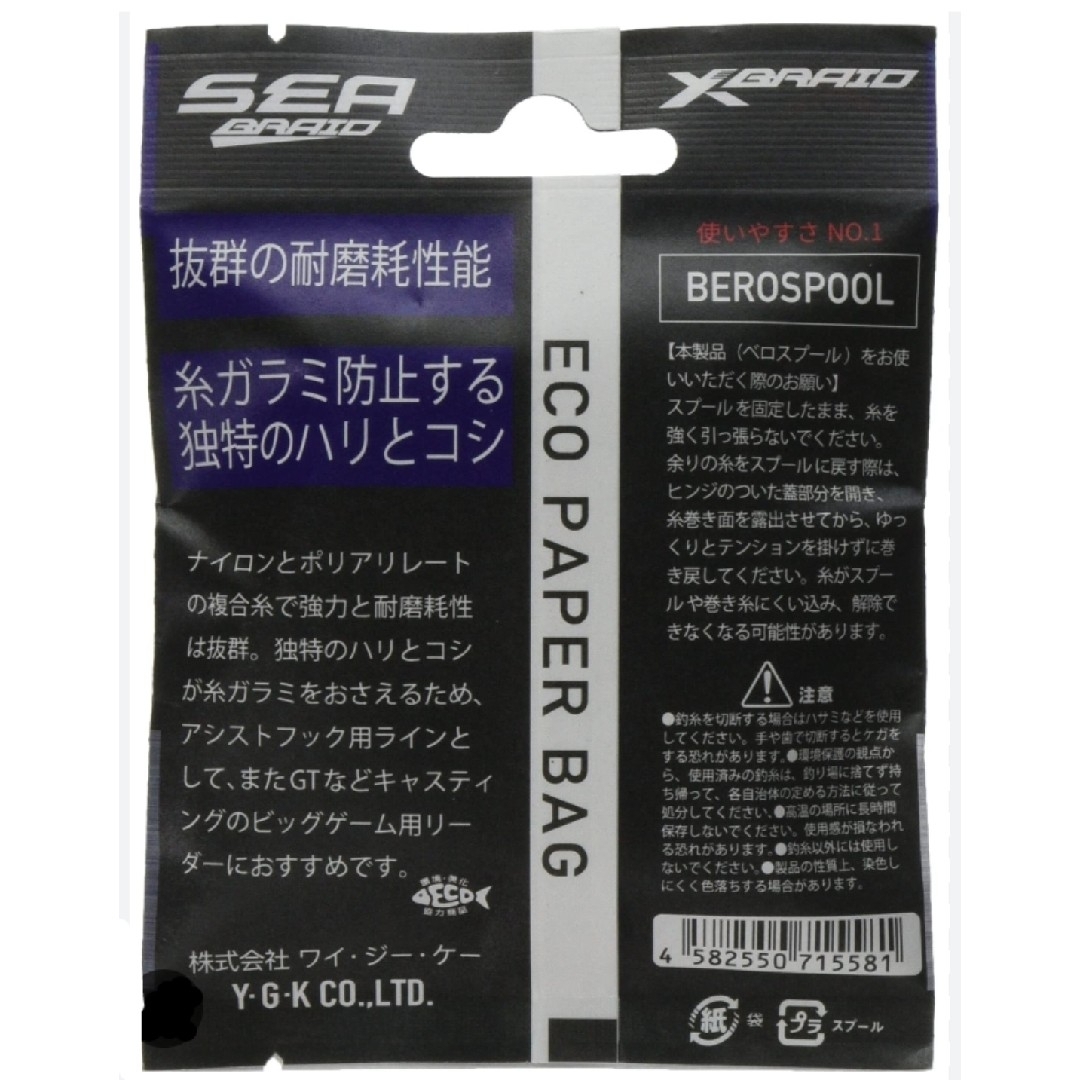 SEA
BRAID
X BRAID
抜群の耐磨耗性能
糸ガラミ防止する
独特のハリとコシ
ナイロンとポリアリレート
の複合糸で強力と耐磨耗性
は抜群。独特のハリとコシ
が糸ガラミをおさえるため、
アシストフック用ラインと
して、またGTなどキャスティ
ングのビッグゲーム用リー
ダーにおすすめです。
環境・美化
ECO
協力商品
株式会社 ワイ・ジー・ケー
Y·G·K CO.,LTD.
ECO PAPER BAG
使いやすさ NO.1
BEROSPOOL
【本製品（ベロスプール）をお使
いいただく際のお願い】
スプールを固定したまま、糸を
強く引っ張らないでください。
余りの糸をスプールに戻す際は、
ヒンジのついた蓋部分を開き、
糸巻き面を露出させてから、ゆっ
くりとテンションを掛けずに巻
き戻してください。糸がスプー
ルや巻き糸にくい込み、解除で
きなくなる可能性があります。
注意
●釣糸を切断する場合はハサミなどを使用
してください。手や歯で切断するとケガを
する恐れがあります。●環境保護の観点か
ら、使用済みの釣糸は、釣り場に捨てず持
ち帰って、各自治体の定める方法に従って
処分してください。●高温の場所に長時間
保存しないでください。使用感が損なわれ
る恐れがあります。●釣糸以外には使用し
ないでください。●製品の性質上、染色し
にくく色落ちする場合があります。
4 582550 715581
紙 袋 プラ スプール